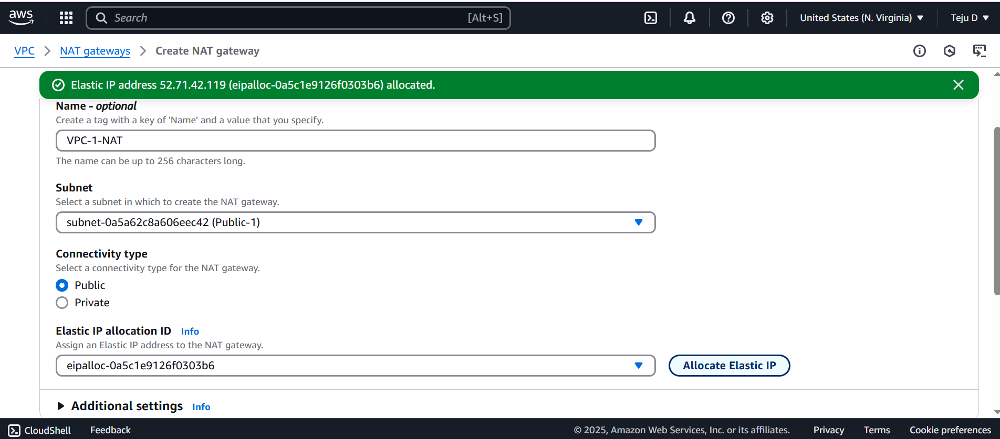 aws
Search [Alt+S]
United States (N. Virginia)
Teju D
VPC
NAT gateways
Create NAT gateway
Elastic IP address 52.71.42.119 (eipalloc-0a5c1e9126f0303b6) allocated.
Name - optional
Create a tag with a key of 'Name' and a value that you specify.
VPC-1-NAT
The name can be up to 256 characters long.
Subnet
Select a subnet in which to create the NAT gateway.
subnet-0a5a62c8a606eec42 (Public-1)
Connectivity type
Select a connectivity type for the NAT gateway.
Public
Private
Elastic IP allocation ID Info
Assign an Elastic IP address to the NAT gateway.
eipalloc-0a5c1e9126f0303b6
Allocate Elastic IP
Additional settings Info
CloudShell
Feedback
© 2025, Amazon Web Services, Inc. or its affiliates.
Privacy
Terms
Cookie preferences